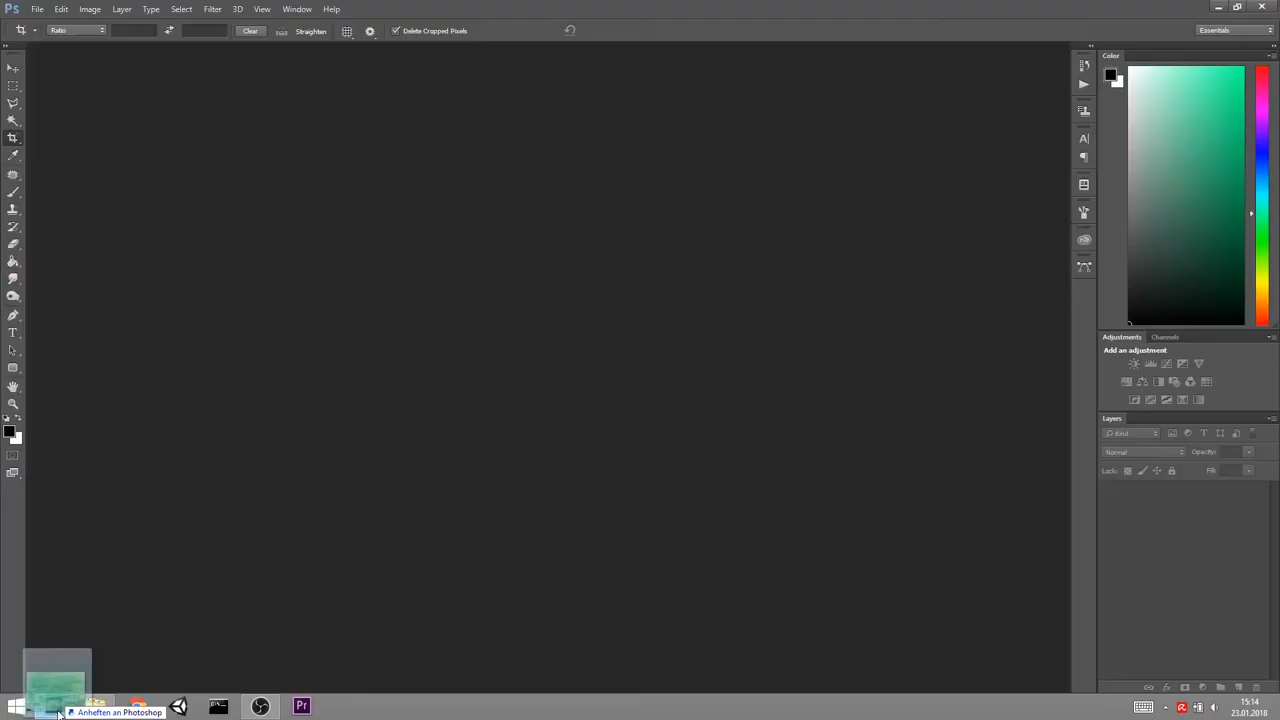 Ps File Edit Image Layer Type Select Filter 3D View Window Help
Ratio Clear Straighten Delete Cropped Pixels Essentials
Color
Adjustments Channels
Add an adjustment
Layers
Kind
Normal Opacity:
Lock: Fill:
Anheften an Photoshop
Pr
15:14
23.01.2018